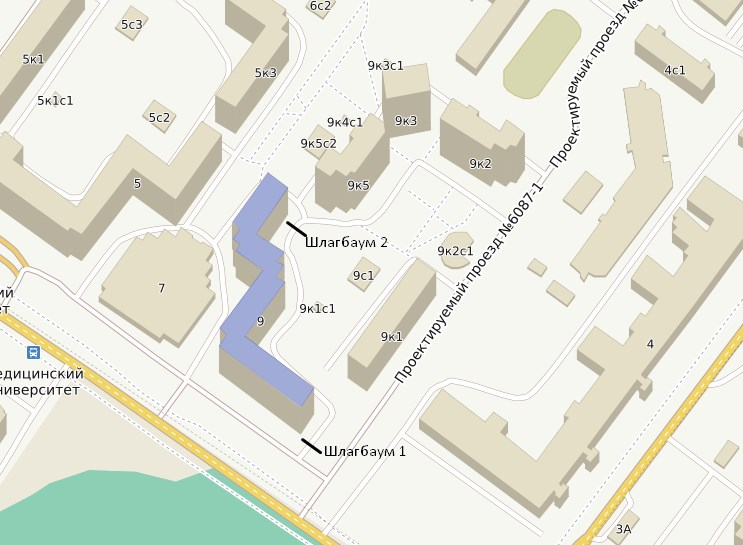 6с2
5с3
5к1
5к3
9к3с1
4с1
5к1с1
5с2
9к4с1
9к3
9к5с2
9к2
5
9к5
Проектируемый проезд №6087-1
Проектируемый проезд №
Шлагбаум 2
9к2с1
9с1
7
9к1с1
9
9к1
4
едицинский
ниверситет
Шлагбаум 1
3А